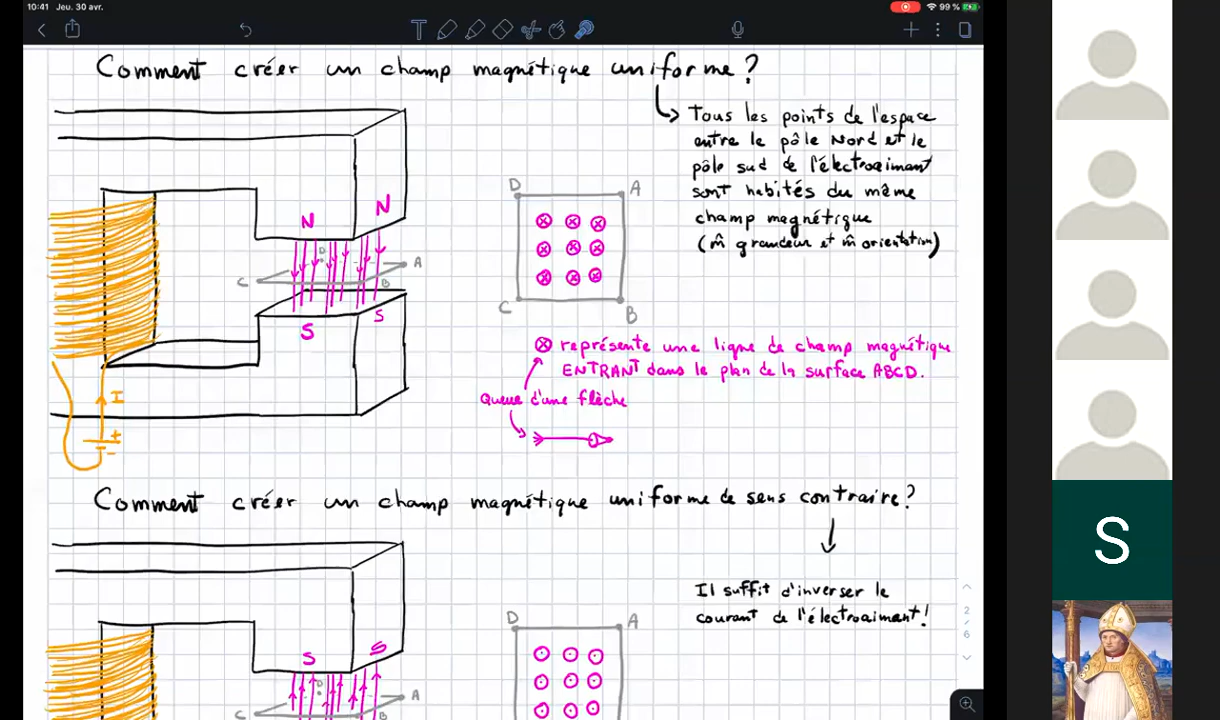 10:41 Jeu. 30 avr.
99 %
Comment créer un champ magnétique uniforme?
Tous les points de l'espace
entre le pôle Nord et le
pôle sud de l'électroaimant
sont habités du même
champ magnétique
(m̂ grandeur et m̂ orientation)
N
N
D
C
A
B
S
S
I
+
-
D
A
C
B
⊗ représente une ligne de champ magnétique
ENTRANT dans le plan de la surface ABCD.
Queue d'une flèche
Comment créer un champ magnétique uniforme de sens contraire?
Il suffit d'inverser le
courant de l'électroaimant!
S
S
D
A
C
B
D
A
2/6
S